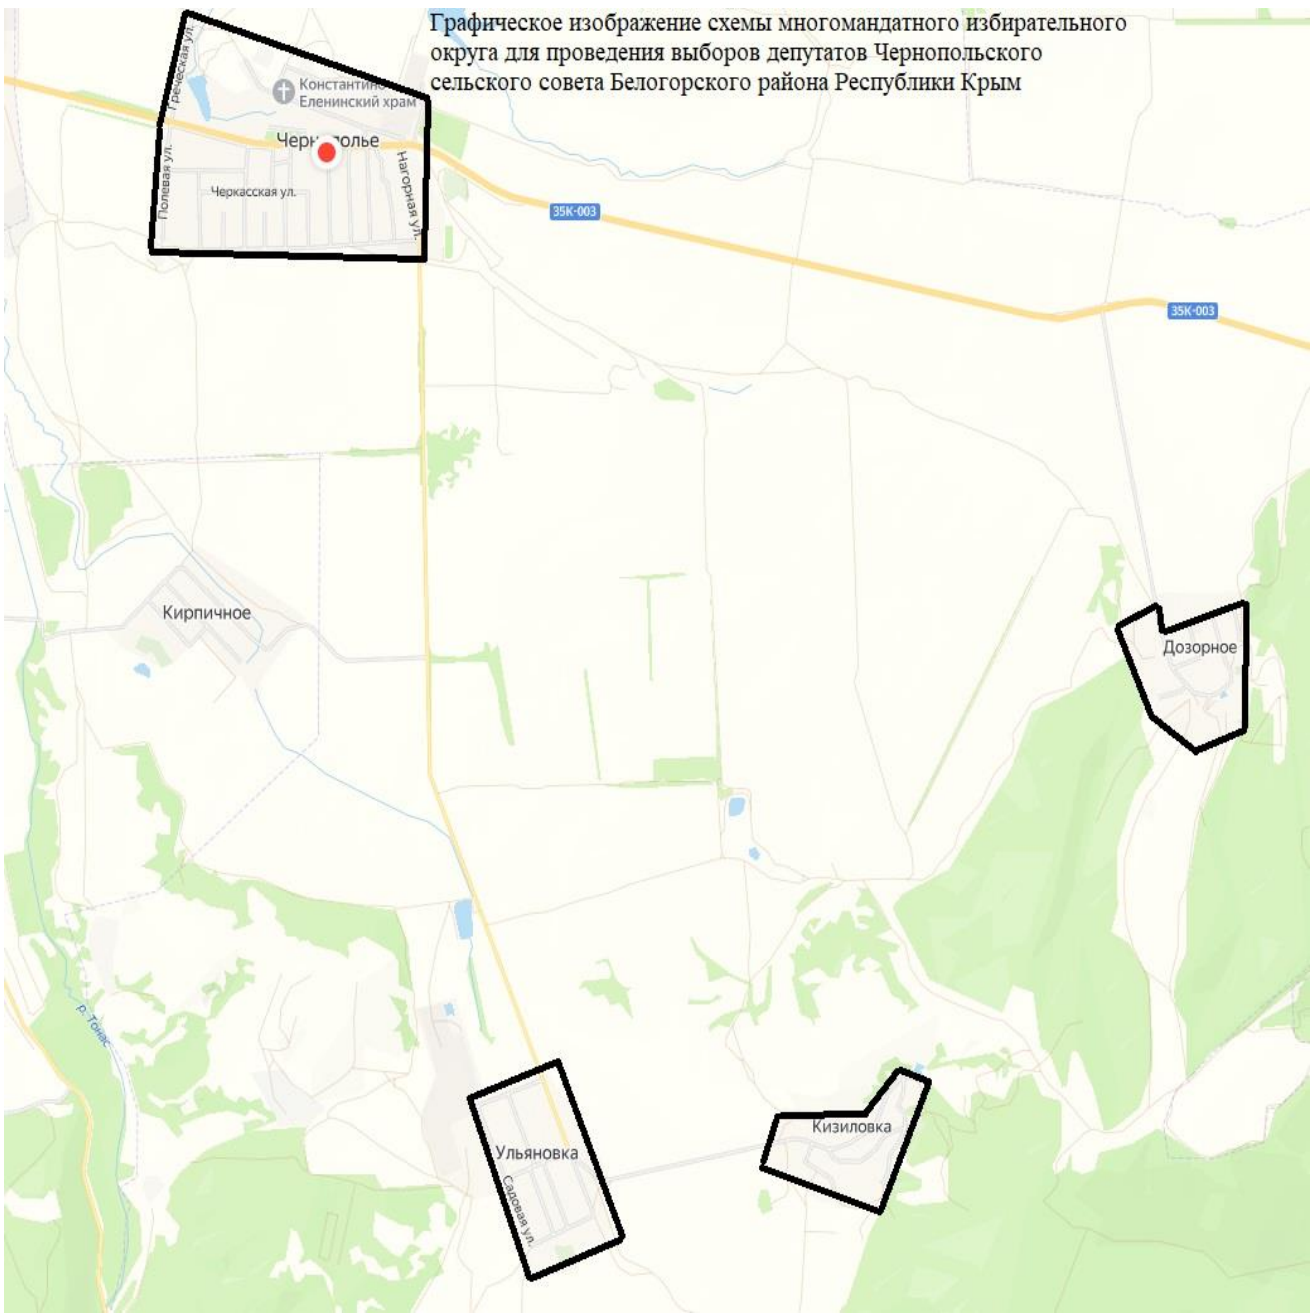 Графическое изображение схемы многомандатного избирательного
округа для проведения выборов депутатов Чернопольского
сельского совета Белогорского района Республики Крым
Греческая ул.
Константино-
Еленинский храм
Чернополье
Полевая ул.
Черкасская ул.
Нагорная ул.
35К-003
35К-003
Кирпичное
Дозорное
р. Тонас
Кизиловка
Ульяновка
Садовая ул.